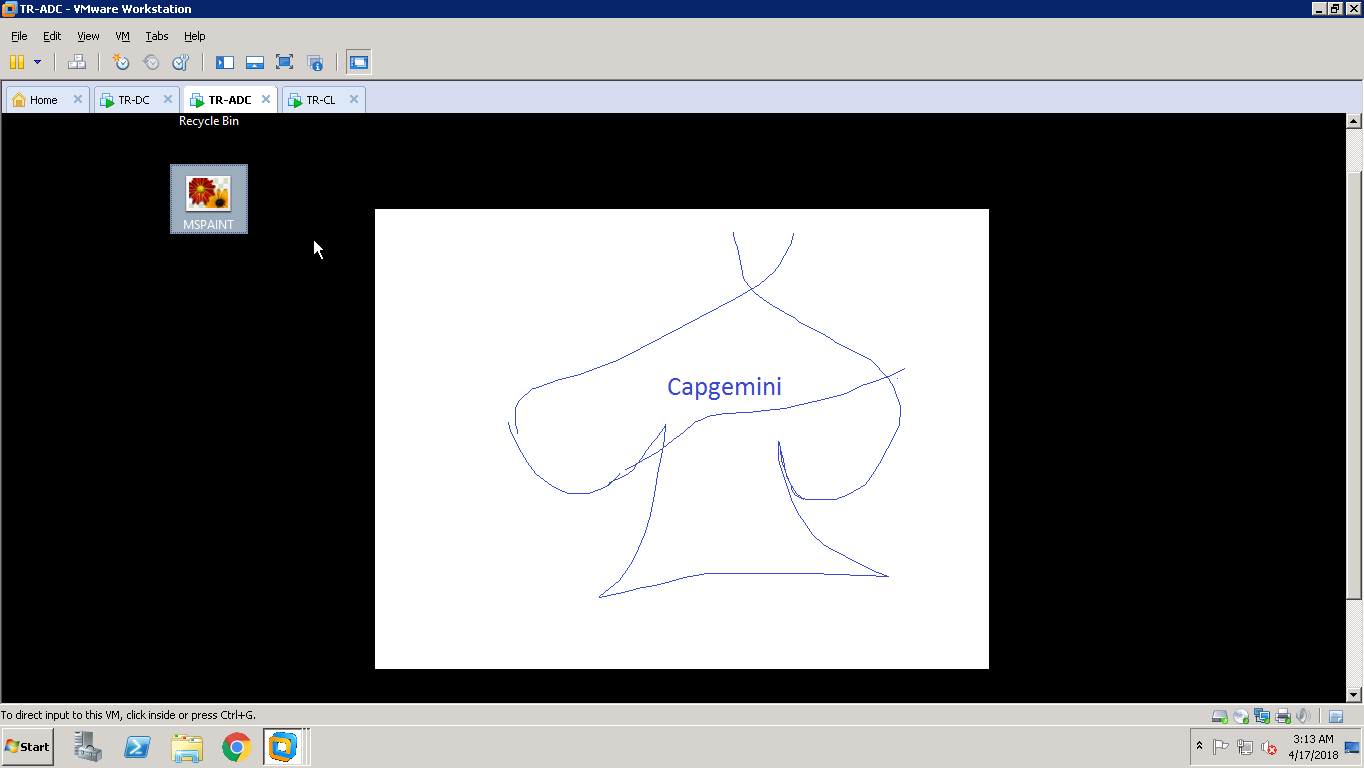 TR-ADC - VMware Workstation
File Edit View VM Tabs Help
Home TR-DC TR-ADC TR-CL
Recycle Bin
MSPAINT
Capgemini
To direct input to this VM, click inside or press Ctrl+G.
Start
3:13 AM
4/17/2018